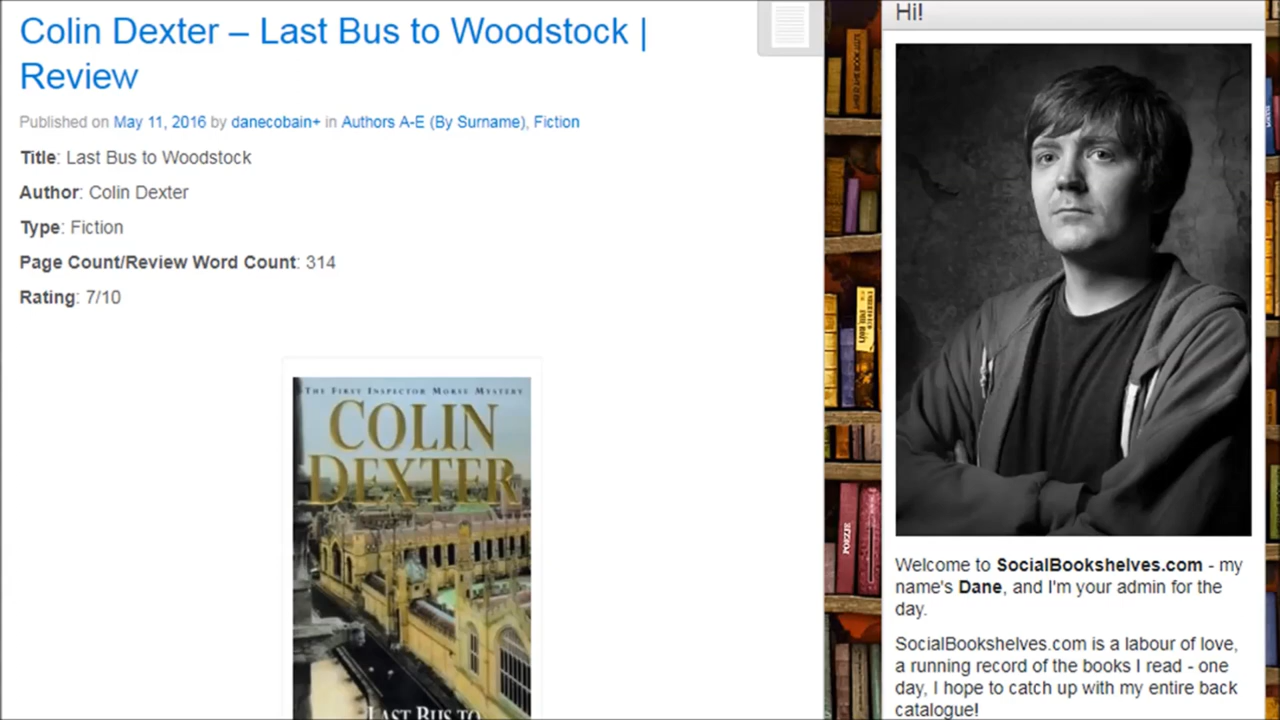 Colin Dexter – Last Bus to Woodstock |
Review
Published on May 11, 2016 by danecobain+ in Authors A-E (By Surname), Fiction
Title: Last Bus to Woodstock
Author: Colin Dexter
Type: Fiction
Page Count/Review Word Count: 314
Rating: 7/10
THE FIRST INSPECTOR MORSE MYSTERY
COLIN
DEXTER
LAST BUS TO
POEZJE
Hi!
Welcome to SocialBookshelves.com - my
name's Dane, and I'm your admin for the
day.
SocialBookshelves.com is a labour of love,
a running record of the books I read - one
day, I hope to catch up with my entire back
catalogue!